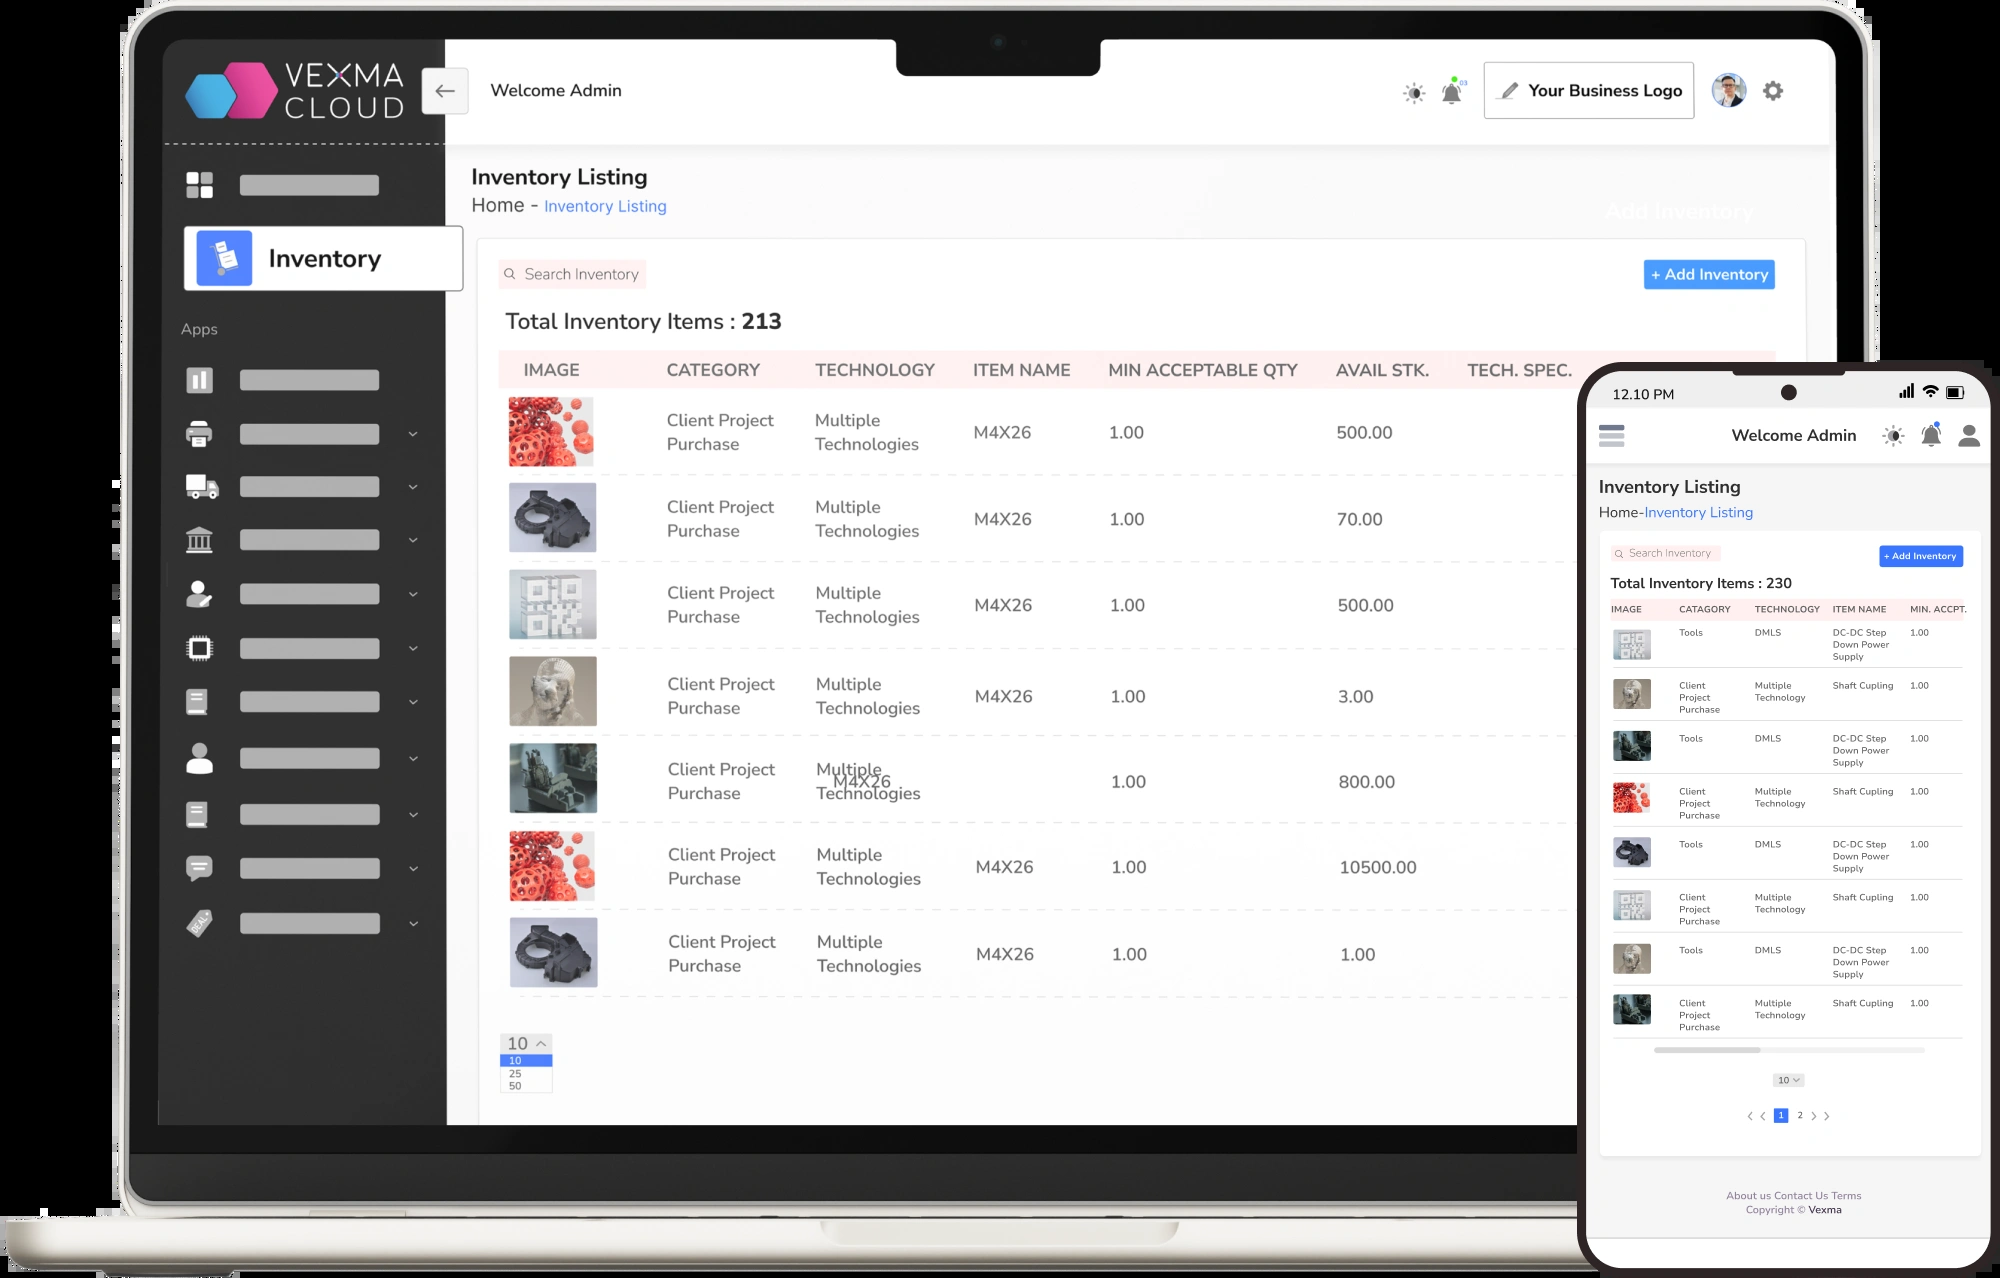 VEXMA
CLOUD
Welcome Admin
03
Your Business Logo
Inventory Listing
Home - Inventory Listing
Add Inventory
Inventory
Search Inventory
+ Add Inventory
Total Inventory Items : 213
Apps
IMAGE CATEGORY TECHNOLOGY ITEM NAME MIN ACCEPTABLE QTY AVAIL STK. TECH. SPEC.
Client Project Multiple
Purchase Technologies M4X26 1.00 500.00
Client Project Multiple
Purchase Technologies M4X26 1.00 70.00
Client Project Multiple
Purchase Technologies M4X26 1.00 500.00
Client Project Multiple
Purchase Technologies M4X26 1.00 3.00
Client Project Multiple
Purchase Technologies M4X26 1.00 800.00
Client Project Multiple
Purchase Technologies M4X26 1.00 10500.00
Client Project Multiple
Purchase Technologies M4X26 1.00 1.00
DEAL
10
10
25
50
12.10 PM
Welcome Admin
Inventory Listing
Home-Inventory Listing
Search Inventory
+ Add Inventory
Total Inventory Items : 230
IMAGE CATAGORY TECHNOLOGY ITEM NAME MIN. ACCPT.
Tools DMLS DC-DC Step 1.00
Down Power
Supply
Client Multiple Shaft Cupling 1.00
Project Technology
Purchase
Tools DMLS DC-DC Step 1.00
Down Power
Supply
Client Multiple Shaft Cupling 1.00
Project Technology
Purchase
Tools DMLS DC-DC Step 1.00
Down Power
Supply
Client Multiple Shaft Cupling 1.00
Project Technology
Purchase
Tools DMLS DC-DC Step 1.00
Down Power
Supply
Client Multiple Shaft Cupling 1.00
Project Technology
Purchase
10
1 2
About us Contact Us Terms
Copyright © Vexma